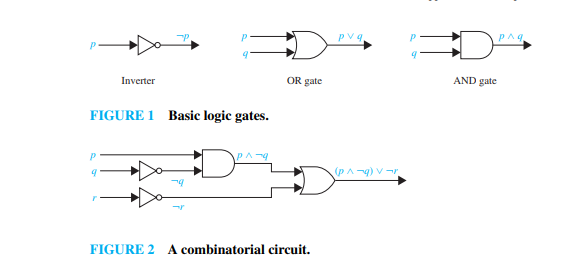 p ¬p p q p ∨ q p q p ∧ q
Inverter OR gate AND gate
FIGURE 1 Basic logic gates.
p
q
r
p ∧ ¬q
¬q
¬r
(p ∧ ¬q) ∨ ¬r
FIGURE 2 A combinatorial circuit.